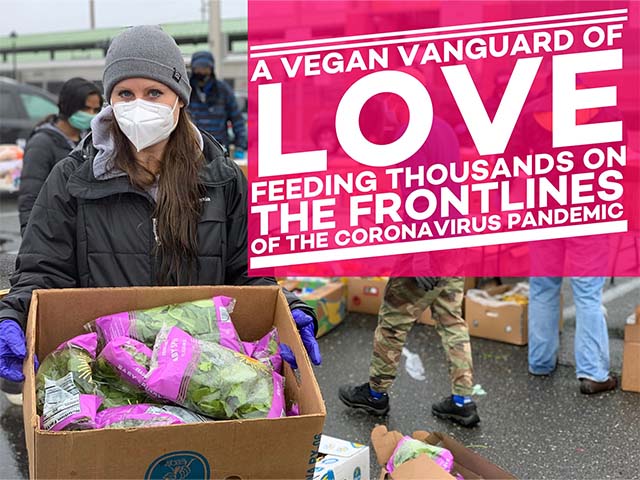 A VEGAN VANGUARD OF
LOVE
FEEDING THOUSANDS ON
THE FRONTLINES
OF THE CORONAVIRUS PANDEMIC